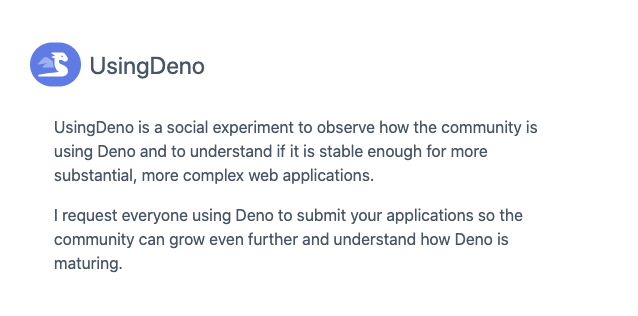 UsingDeno
UsingDeno is a social experiment to observe how the community is
using Deno and to understand if it is stable enough for more
substantial, more complex web applications.
I request everyone using Deno to submit your applications so the
community can grow even further and understand how Deno is
maturing.